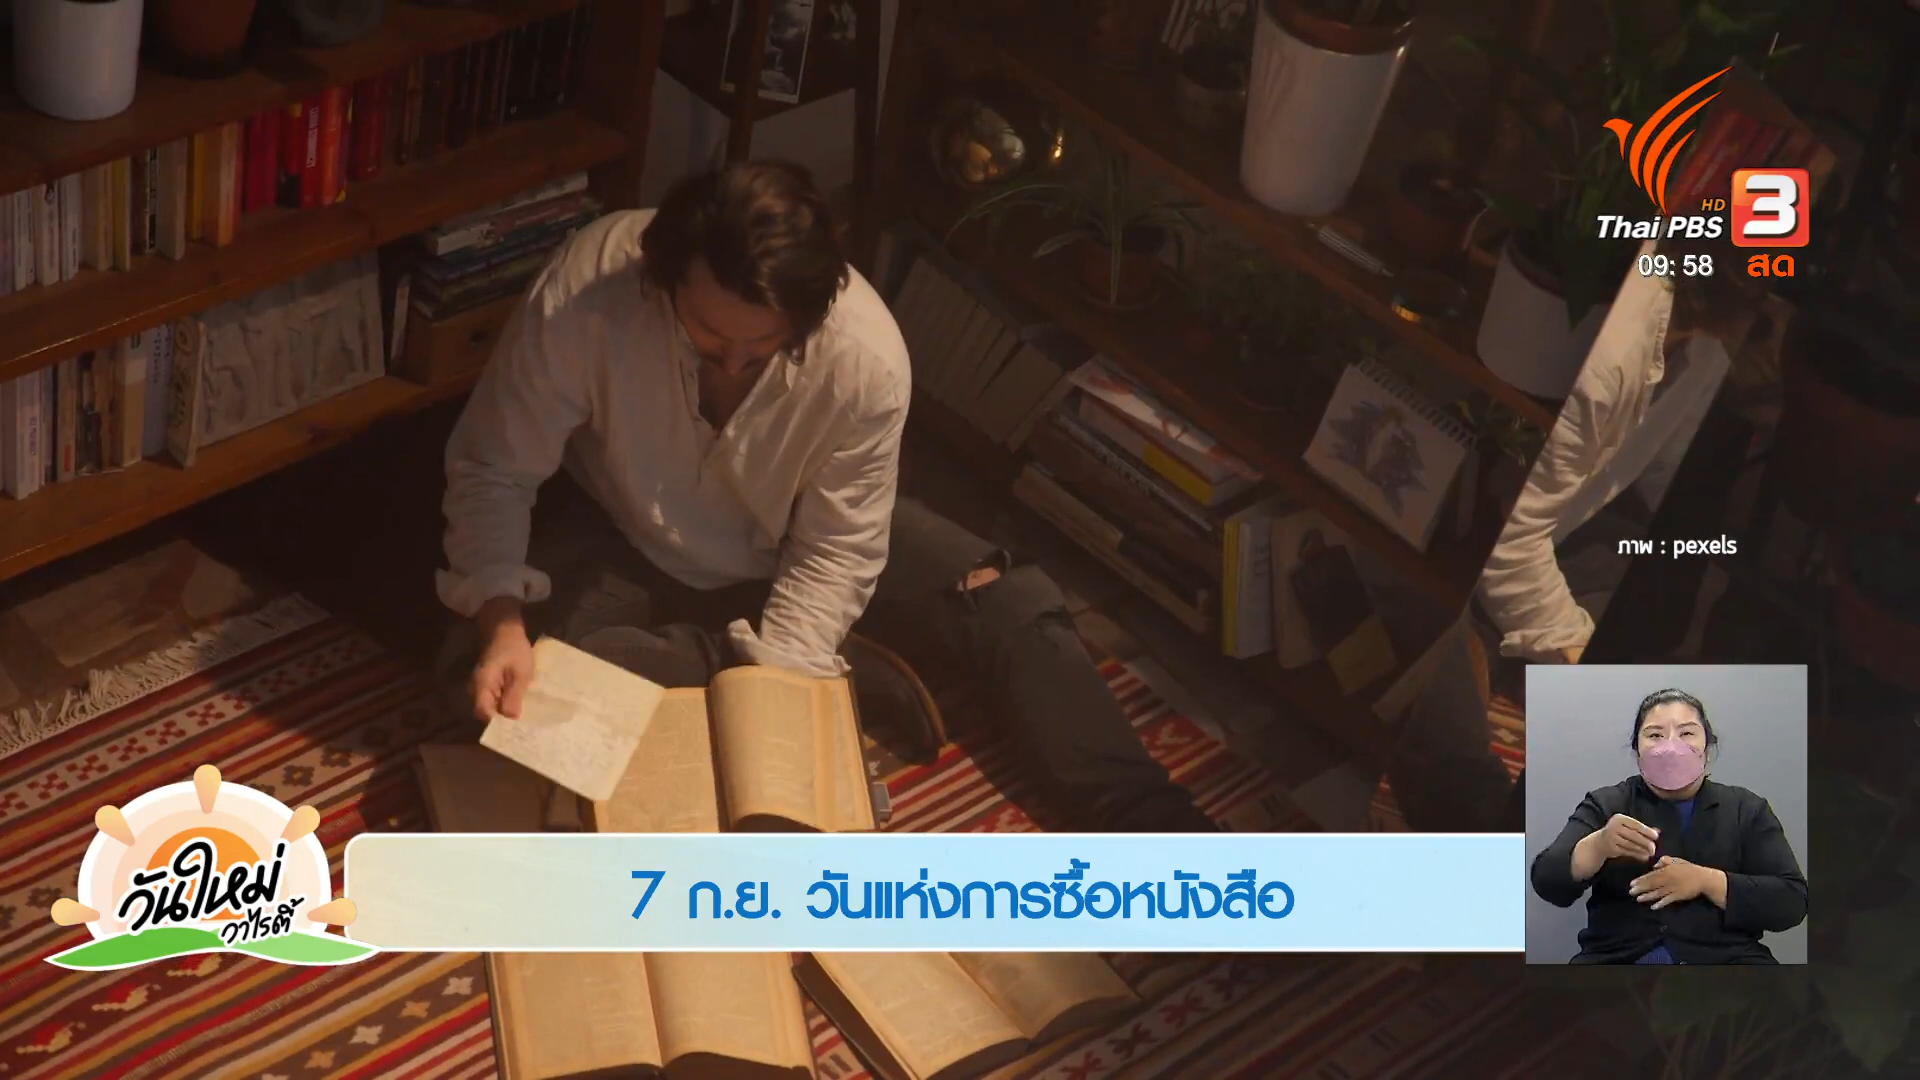 HD
Thai PBS 3
09: 58 สด
ภาพ : pexels
วันใหม่
วาไรตี้
7 ก.ย. วันแห่งการซื้อหนังสือ